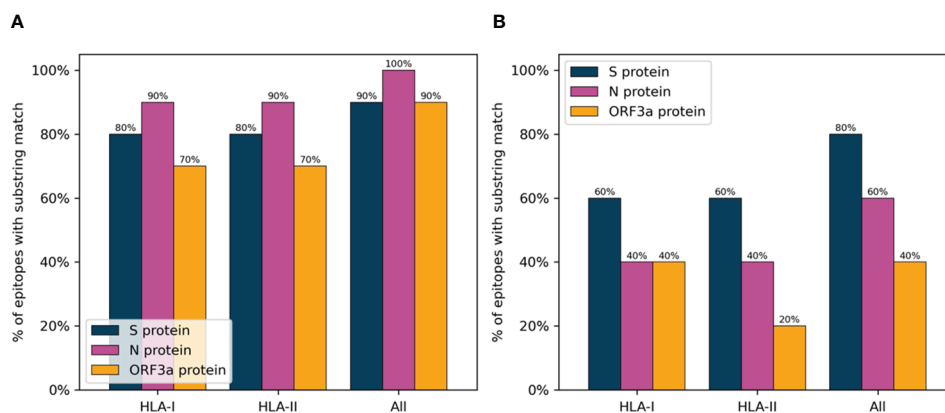 A
% of epitopes with substring match
100%
80%
60%
40%
20%
0%
80%
90%
70%
80%
90%
70%
90%
100%
90%
S protein
N protein
ORF3a protein
HLA-I
HLA-II
All
B
% of epitopes with substring match
100%
80%
60%
40%
20%
0%
S protein
N protein
ORF3a protein
60%
40%
40%
60%
40%
20%
80%
60%
40%
HLA-I
HLA-II
All